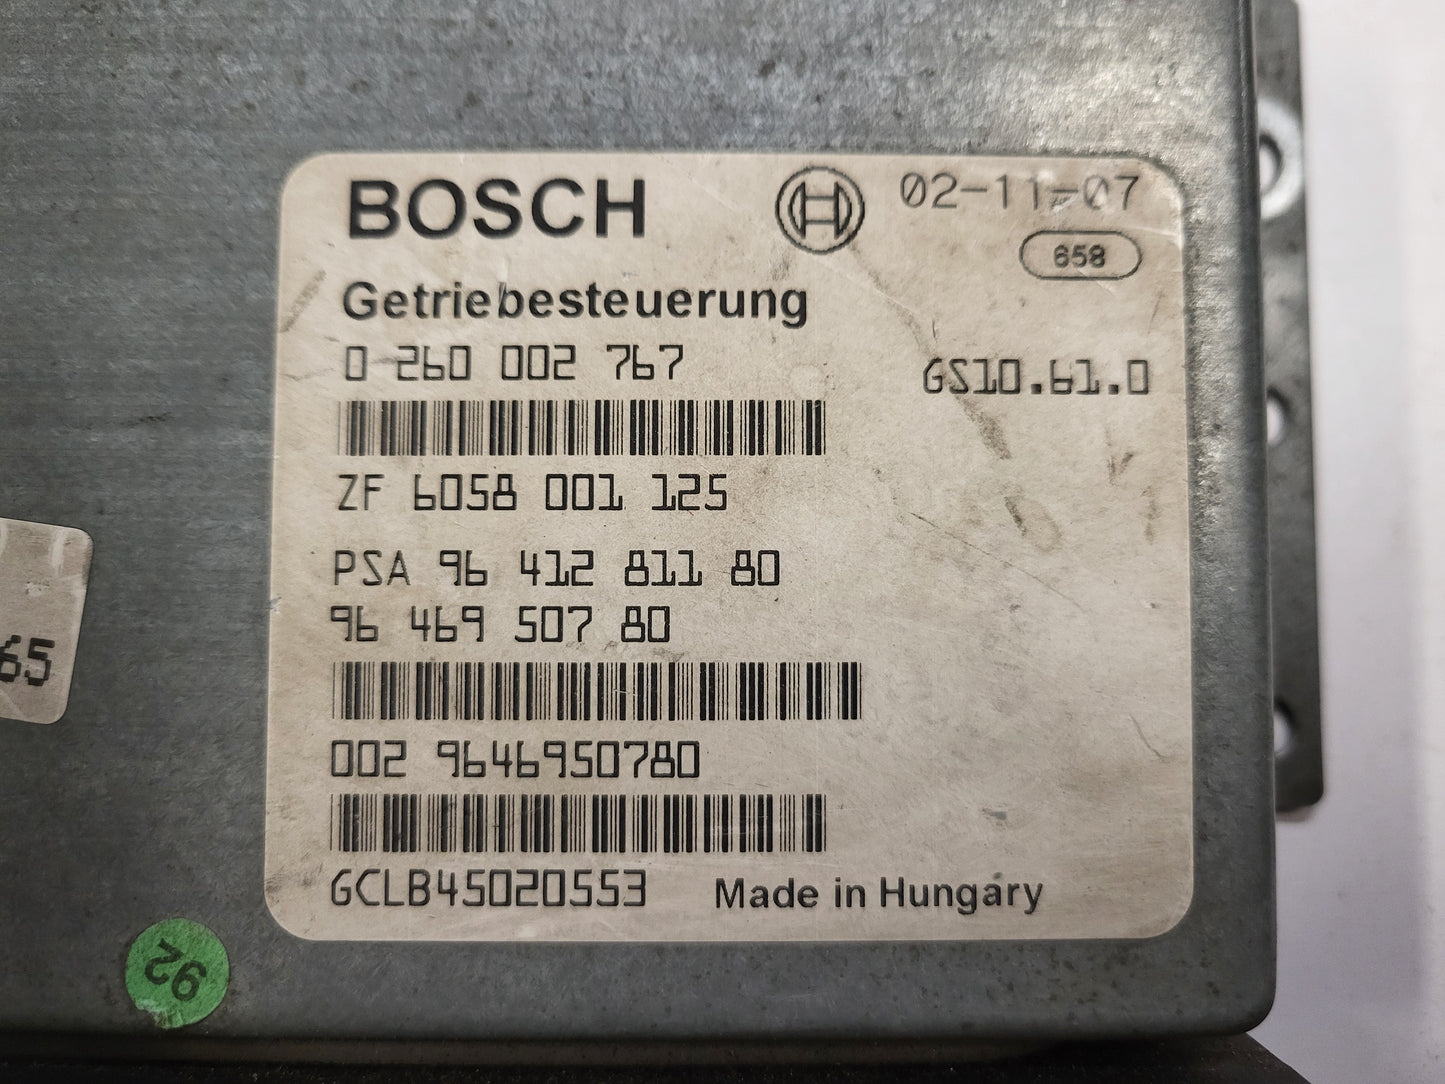 BOSCH
02-11-07
658
Getriebesteuerung
0 260 002 767
GS10.61.0
ZF 6058 001 125
PSA 96 412 811 80
96 469 507 80
002 9646950780
GCLB45020553 Made in Hungary
65
92